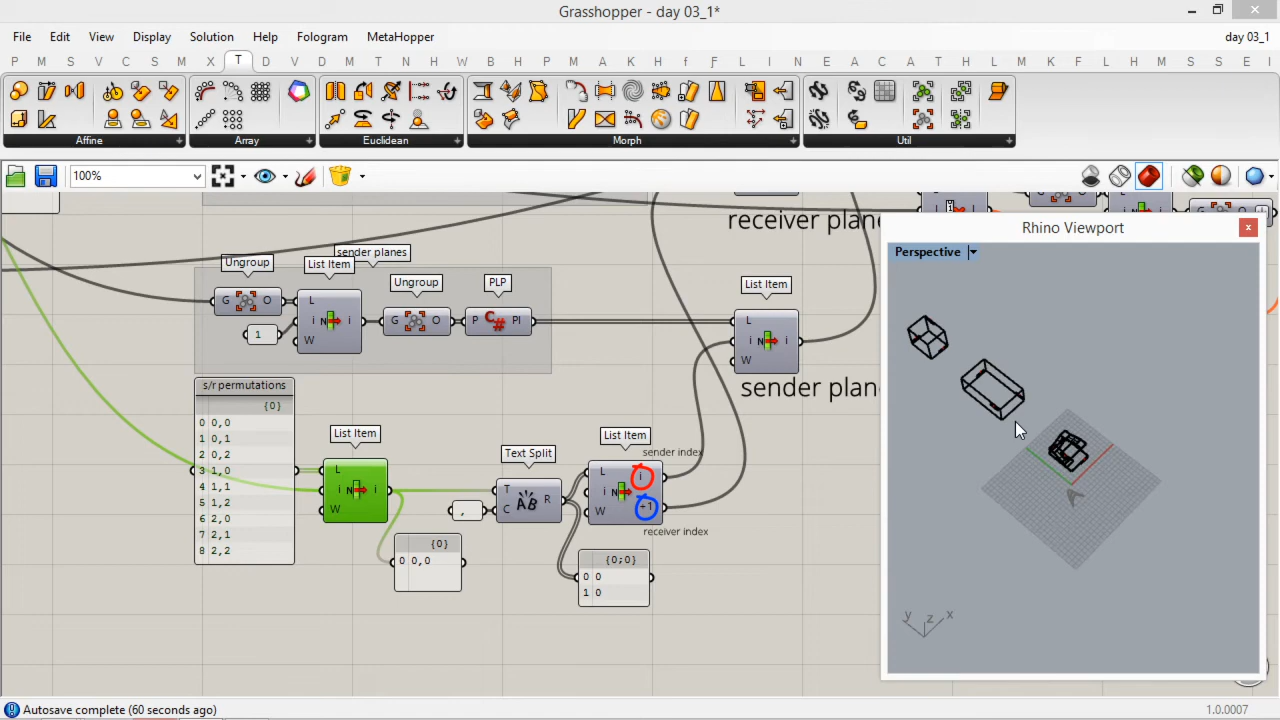 Grasshopper - day 03_1*
File Edit View Display Solution Help Fologram MetaHopper day 03_1
P M S V M X R T D V D M T R N L W B P M A K H F F L I N E A D L H M P S S E I
Affine Array Euclidean Morph Util
100%
receiver plane
Rhino Viewport
Perspective
sender planes
Ungroup List Item Ungroup PLP List Item
G O L i W i G O P C# Pl L i W i
1
sender plane
s/r permutations
{0}
0 0,0
1 0,1
2 0,2
3 1,0
4 1,1
5 1,2
6 2,0
7 2,1
8 2,2
List Item Text Split List Item
sender index
L i W i T C R L i W i +1
,
receiver index
{0}
0 0,0
{0;0}
0 0
1 0
y z x
Autosave complete (60 seconds ago) 1.0.0007